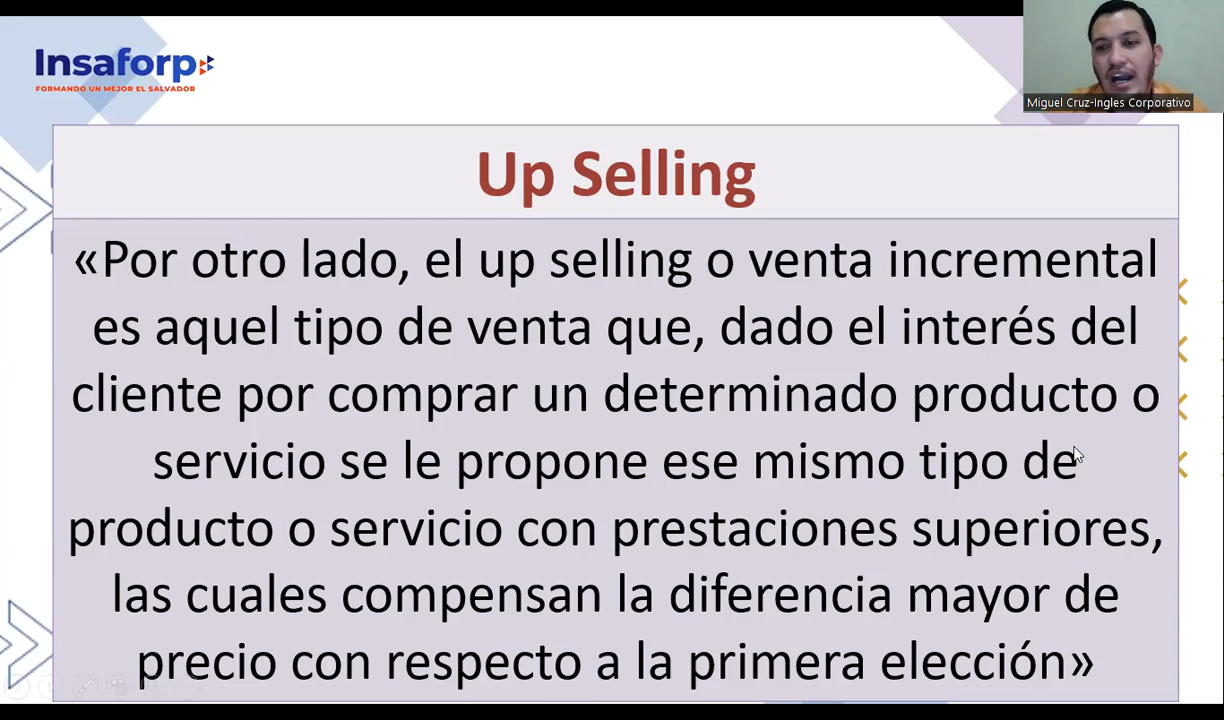 Insaforp
FORMANDO UN MEJOR EL SALVADOR
Miguel Cruz-Ingles Corporativo
Up Selling
«Por otro lado, el up selling o venta incremental
es aquel tipo de venta que, dado el interés del
cliente por comprar un determinado producto o
servicio se le propone ese mismo tipo de
producto o servicio con prestaciones superiores,
las cuales compensan la diferencia mayor de
precio con respecto a la primera elección»